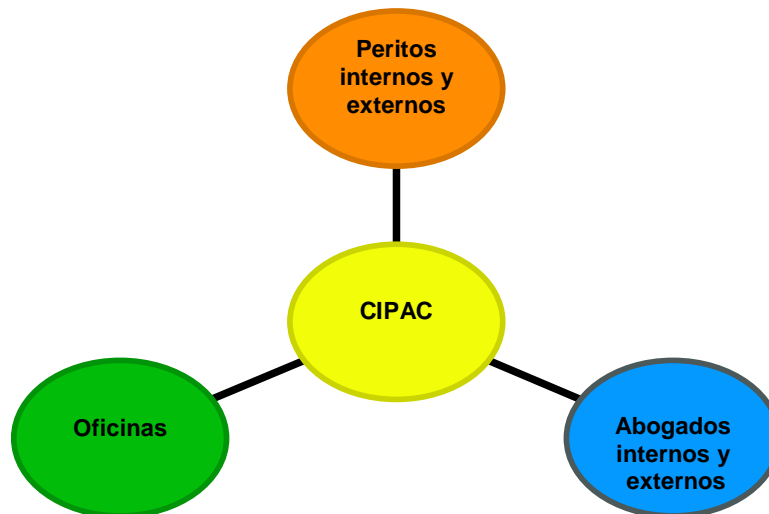 Peritos
internos y
externos
CIPAC
Oficinas
Abogados
internos y
externos